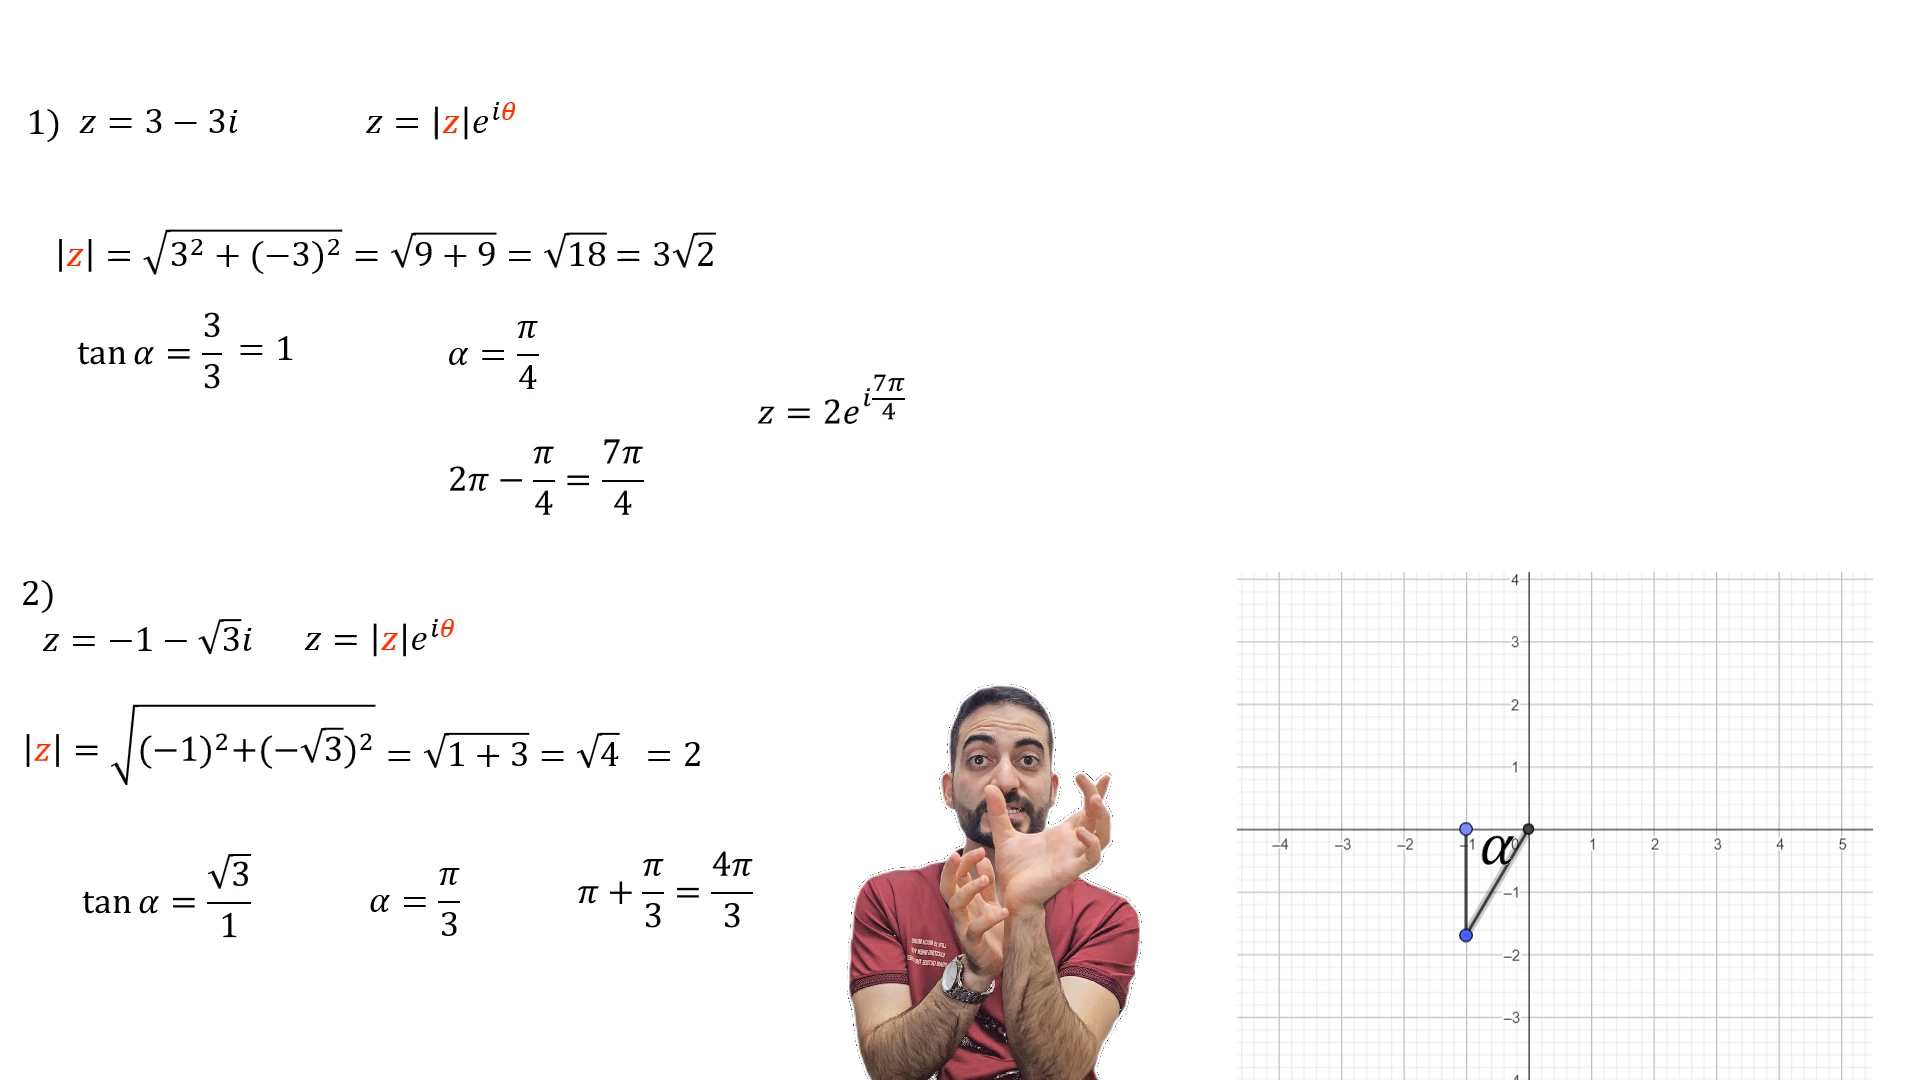 1) z = 3 − 3i z = |z|e^{iθ}
|z| = √(3² + (−3)²) = √(9 + 9) = √18 = 3√2
tan α = 3/3 = 1 α = π/4
z = 2e^{i7π/4}
2π − π/4 = 7π/4
2)
z = −1 − √3i z = |z|e^{iθ}
|z| = √((−1)²+(−√3)²) = √(1 + 3) = √4 = 2
tan α = √3/1 α = π/3 π + π/3 = 4π/3
4
3
2
1
α
−4 −3 −2 −1 0 1 2 3 4 5
−1
−2
−3